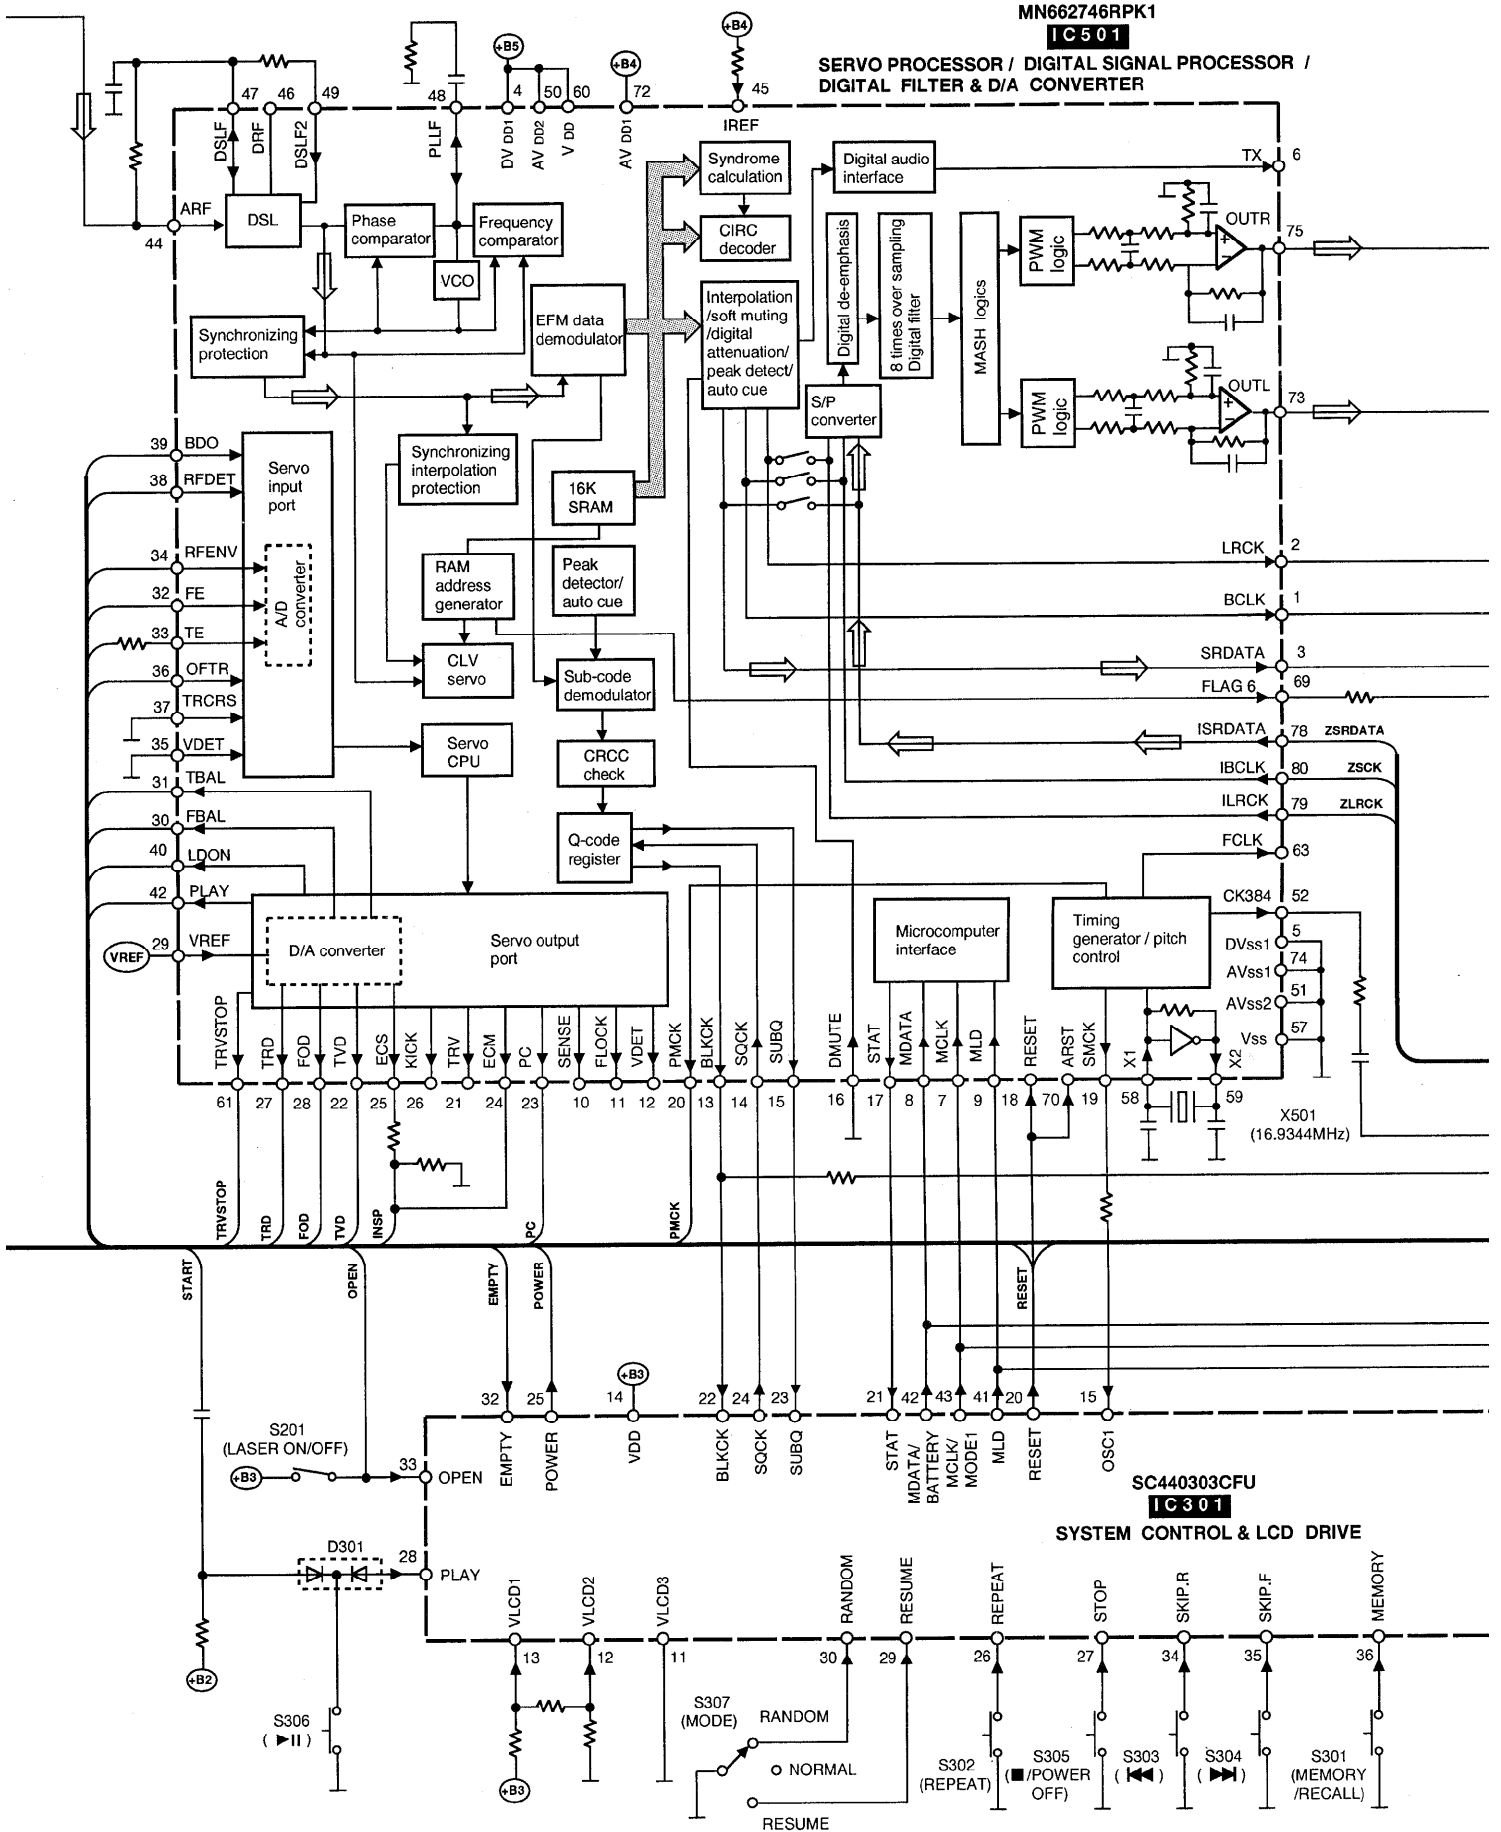 MN662746RPK1
IC501
SERVO PROCESSOR / DIGITAL SIGNAL PROCESSOR /
DIGITAL FILTER & D/A CONVERTER
+B5
+B4
+B4
47
46
49
48
4
50
60
72
45
DSLF
DRF
DSLF2
PLLF
DV DD1
AV DD2
V DD
AV DD1
IREF
ARF
44
DSL
Phase
comparator
Frequency
comparator
VCO
Synchronizing
protection
EFM data
demodulator
Syndrome
calculation
CIRC
decoder
Digital audio
interface
TX
6
Interpolation
/soft muting
/digital
attenuation/
peak detect/
auto cue
Digital de-emphasis
8 times over sampling
Digital filter
MASH logics
PWM
logic
PWM
logic
+
−
OUTR
75
+
−
OUTL
73
S/P
converter
Synchronizing
interpolation
protection
16K
SRAM
RAM
address
generator
Peak
detector/
auto cue
CLV
servo
Sub-code
demodulator
Servo
CPU
CRCC
check
Q-code
register
39
BDO
38
RFDET
34
RFENV
32
FE
33
TE
36
OFTR
37
TRCRS
35
VDET
31
TBAL
30
FBAL
40
LDON
42
PLAY
VREF
29
VREF
Servo
input
port
A/D
converter
D/A converter
Servo output
port
Microcomputer
interface
Timing
generator / pitch
control
LRCK
2
BCLK
1
SRDATA
3
FLAG 6
69
ISRDATA
78
ZSRDATA
IBCLK
80
ZSCK
ILRCK
79
ZLRCK
FCLK
63
CK384
52
DVss1
5
AVss1
74
AVss2
51
Vss
57
TRVSTOP
TRD
FOD
TVD
ECS
KICK
TRV
ECM
PC
SENSE
FLOCK
VDET
PMCK
BLKCK
SQCK
SUBQ
DMUTE
STAT
MDATA
MCLK
MLD
RESET
ARST
SMCK
X1
X2
61
27
28
22
25
26
21
24
23
10
11
12
20
13
14
15
16
17
8
7
9
18
70
19
58
59
X501
(16.9344MHz)
TRVSTOP
TRD
FOD
TVD
INSP
PC
PMCK
START
OPEN
EMPTY
POWER
RESET
+B3
32
25
14
22
24
23
21
42
43
41
20
15
EMPTY
POWER
VDD
BLKCK
SQCK
SUBQ
STAT
MDATA/
BATTERY
MCLK/
MODE1
MLD
RESET
OSC1
S201
(LASER ON/OFF)
+B3
33
OPEN
SC440303CFU
IC301
SYSTEM CONTROL & LCD DRIVE
D301
28
PLAY
VLCD1
VLCD2
VLCD3
RANDOM
RESUME
REPEAT
STOP
SKIP.R
SKIP.F
MEMORY
13
12
11
30
29
26
27
34
35
36
+B2
S306
( ►II )
+B3
S307
(MODE)
RANDOM
NORMAL
RESUME
S302
(REPEAT)
S305
(■/POWER
OFF)
S303
( |◀◀ )
S304
( ▶▶| )
S301
(MEMORY
/RECALL)